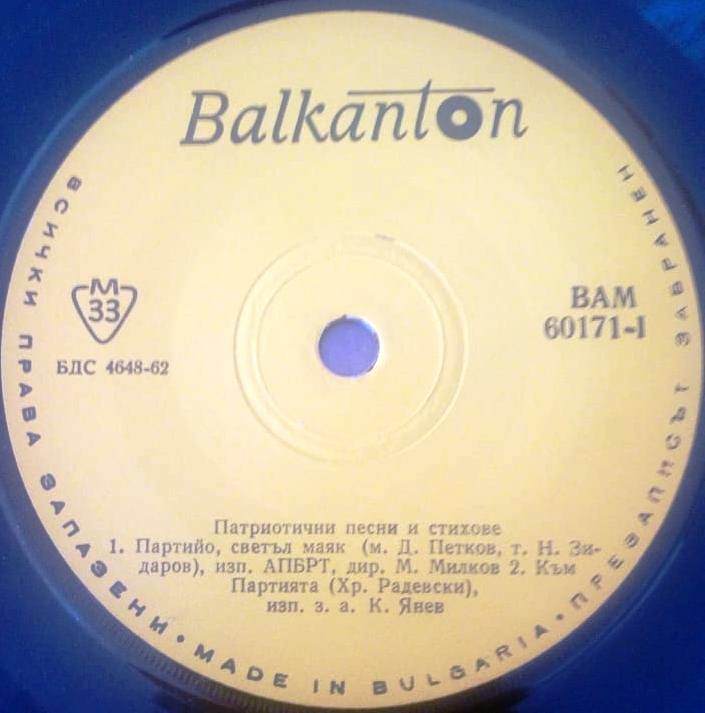 Balkanton
ВСИЧКИ ПРАВА ЗАПАЗЕНИ • MADE IN BULGARIA • ПРЕЗАПИСЪТ ЗАБРАНЕН
М
33
БДС 4648-62
ВАМ
60171-I
Патриотични песни и стихове
1. Партийо, светъл маяк (м. Д. Петков, т. Н. Зи-
даров), изп. АПБРТ, дир. М. Милков 2. Към
Партията (Хр. Радевски),
изп. з. а. К. Янев